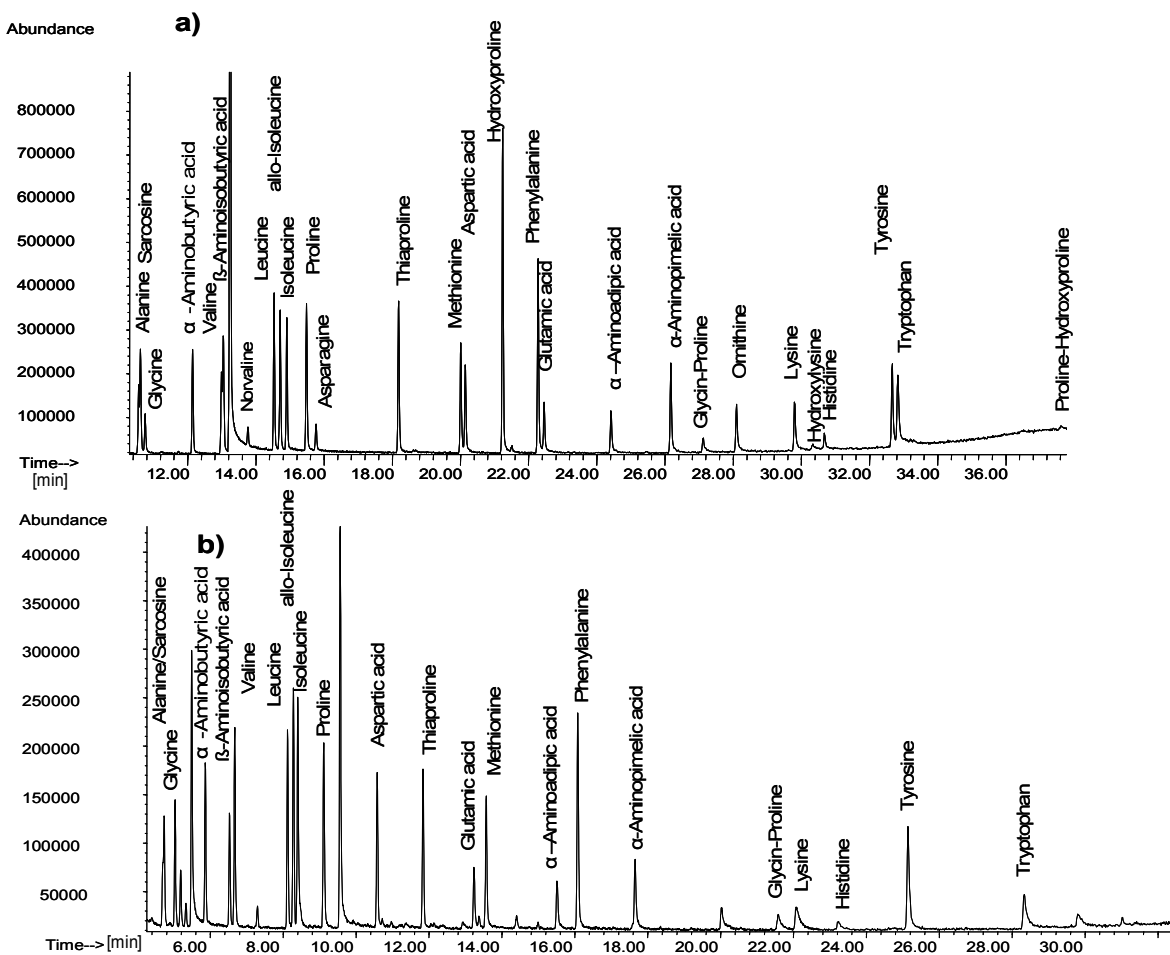 a)
Abundance
800000
700000
600000
500000
400000
300000
200000
100000
Alanine
Sarcosine
Glycine
α -Aminobutyric acid
Valine
ß-Aminoisobutyric acid
Norvaline
Leucine
allo-Isoleucine
Isoleucine
Proline
Asparagine
Thiaproline
Methionine
Aspartic acid
Hydroxyproline
Phenylalanine
Glutamic acid
α -Aminoadipic acid
α-Aminopimelic acid
Glycin-Proline
Ornithine
Lysine
Hydroxylysine
Histidine
Tyrosine
Tryptophan
Proline-Hydroxyproline
Time-->
[min]
12.00 14.00 16.00 18.00 20.00 22.00 24.00 26.00 28.00 30.00 32.00 34.00 36.00
Abundance
b)
400000
350000
300000
250000
200000
150000
100000
50000
Alanine/Sarcosine
Glycine
α -Aminobutyric acid
ß-Aminoisobutyric acid
Valine
Leucine
allo-Isoleucine
Isoleucine
Proline
Aspartic acid
Thiaproline
Glutamic acid
Methionine
α -Aminoadipic acid
Phenylalanine
α-Aminopimelic acid
Glycin-Proline
Lysine
Histidine
Tyrosine
Tryptophan
Time-->[min]
6.00 8.00 10.00 12.00 14.00 16.00 18.00 20.00 22.00 24.00 26.00 28.00 30.00